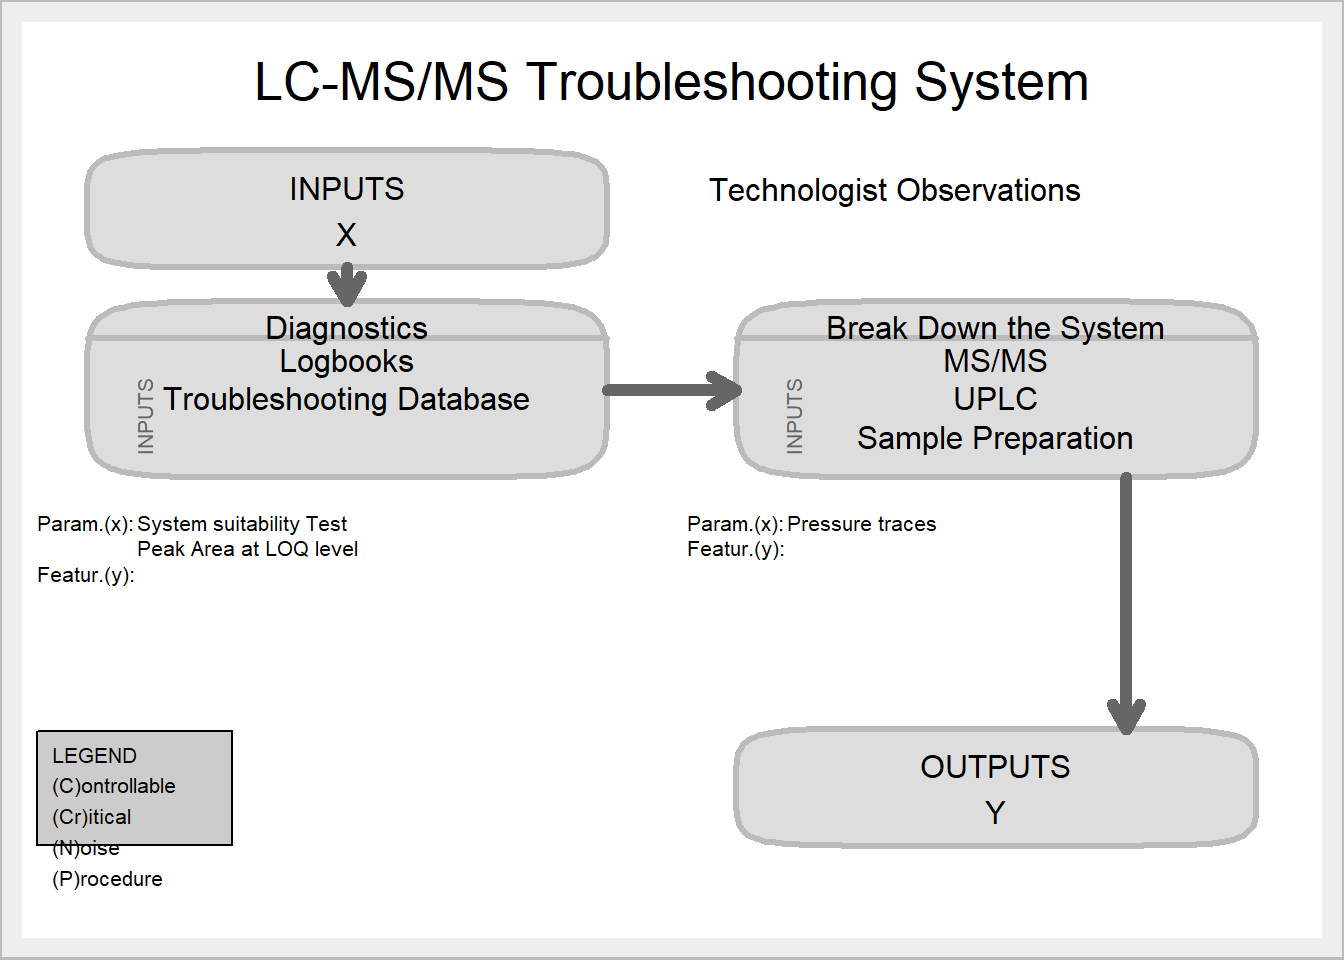 LC-MS/MS Troubleshooting System
INPUTS
X
Technologist Observations
Diagnostics
Logbooks
Troubleshooting Database
INPUTS
Break Down the System
MS/MS
UPLC
Sample Preparation
INPUTS
Param.(x): System suitability Test
Peak Area at LOQ level
Featur.(y):
Param.(x): Pressure traces
Featur.(y):
OUTPUTS
Y
LEGEND
(C)ontrollable
(Cr)itical
(N)oise
(P)rocedure